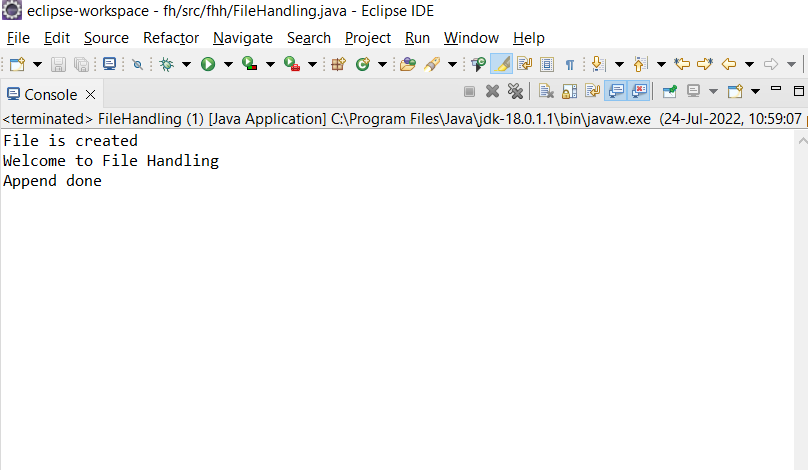 eclipse-workspace - fh/src/fhh/FileHandling.java - Eclipse IDE
File Edit Source Refactor Navigate Search Project Run Window Help
Console
<terminated> FileHandling (1) [Java Application] C:\Program Files\Java\jdk-18.0.1.1\bin\javaw.exe (24-Jul-2022, 10:59:07 p
File is created
Welcome to File Handling
Append done